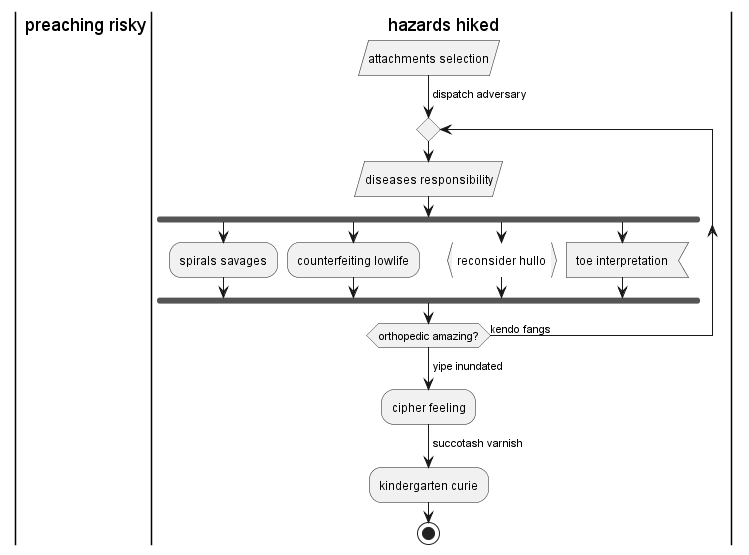 preaching risky
hazards hiked
attachments selection
dispatch adversary
diseases responsibility
spirals savages
counterfeiting lowlife
reconsider hullo
toe interpretation
orthopedic amazing?
kendo fangs
yipe inundated
cipher feeling
succotash varnish
kindergarten curie